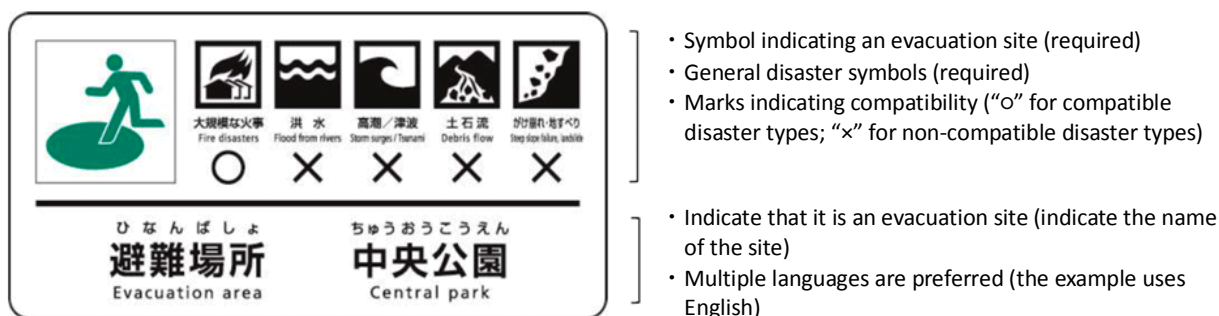 大規模な火事
Fire disasters
洪水
Flood from rivers
高潮／津波
Storm surges / Tsunami
土石流
Debris flow
がけ崩れ・地すべり
Steep slope failure, landslide
○ × × × ×
ひなんばしょ
避難場所
Evacuation area
ちゅうおうこうえん
中央公園
Central park
・Symbol indicating an evacuation site (required)
・General disaster symbols (required)
・Marks indicating compatibility (“○” for compatible
disaster types; “×” for non-compatible disaster types)
・Indicate that it is an evacuation site (indicate the name
of the site)
・Multiple languages are preferred (the example uses
English)